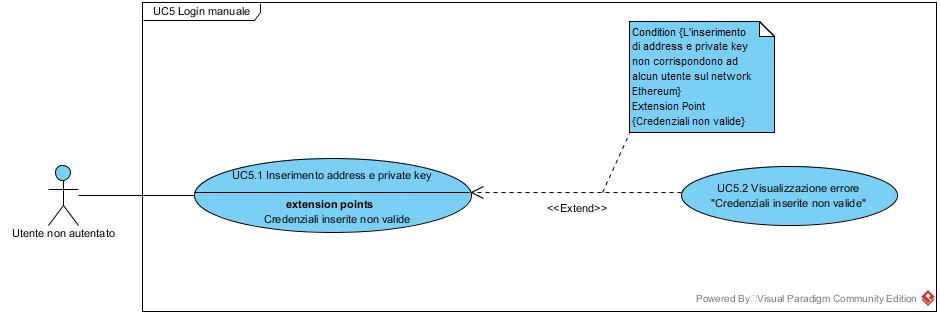 UC5 Login manuale
Condition {L'inserimento
di address e private key
non corrispondono ad
alcun utente sul network
Ethereum}
Extension Point
{Credenziali non valide}
UC5.1 Inserimento address e private key
extension points
Credenziali inserite non valide
<<Extend>>
UC5.2 Visualizzazione errore
"Credenziali inserite non valide"
Utente non autentato
Powered By Visual Paradigm Community Edition